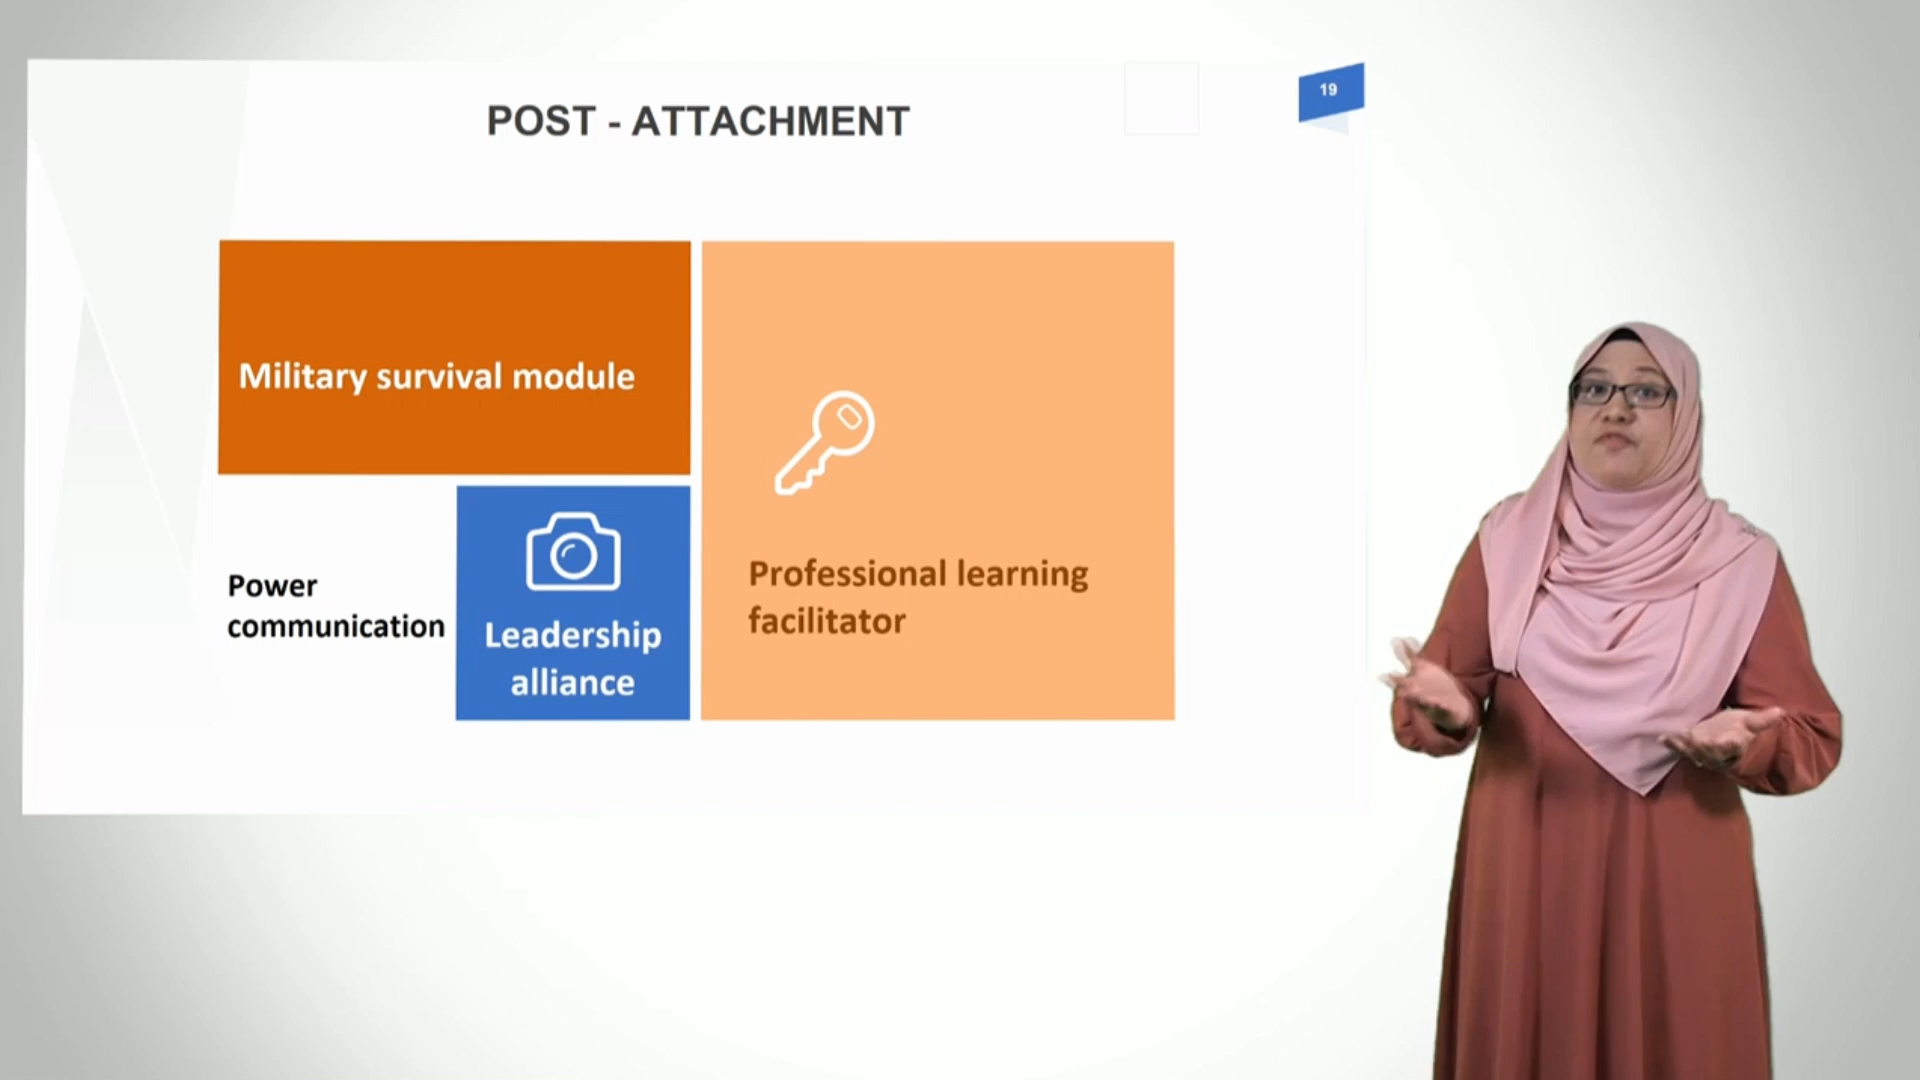 POST - ATTACHMENT
19
Military survival module
Power
communication
Leadership
alliance
Professional learning
facilitator